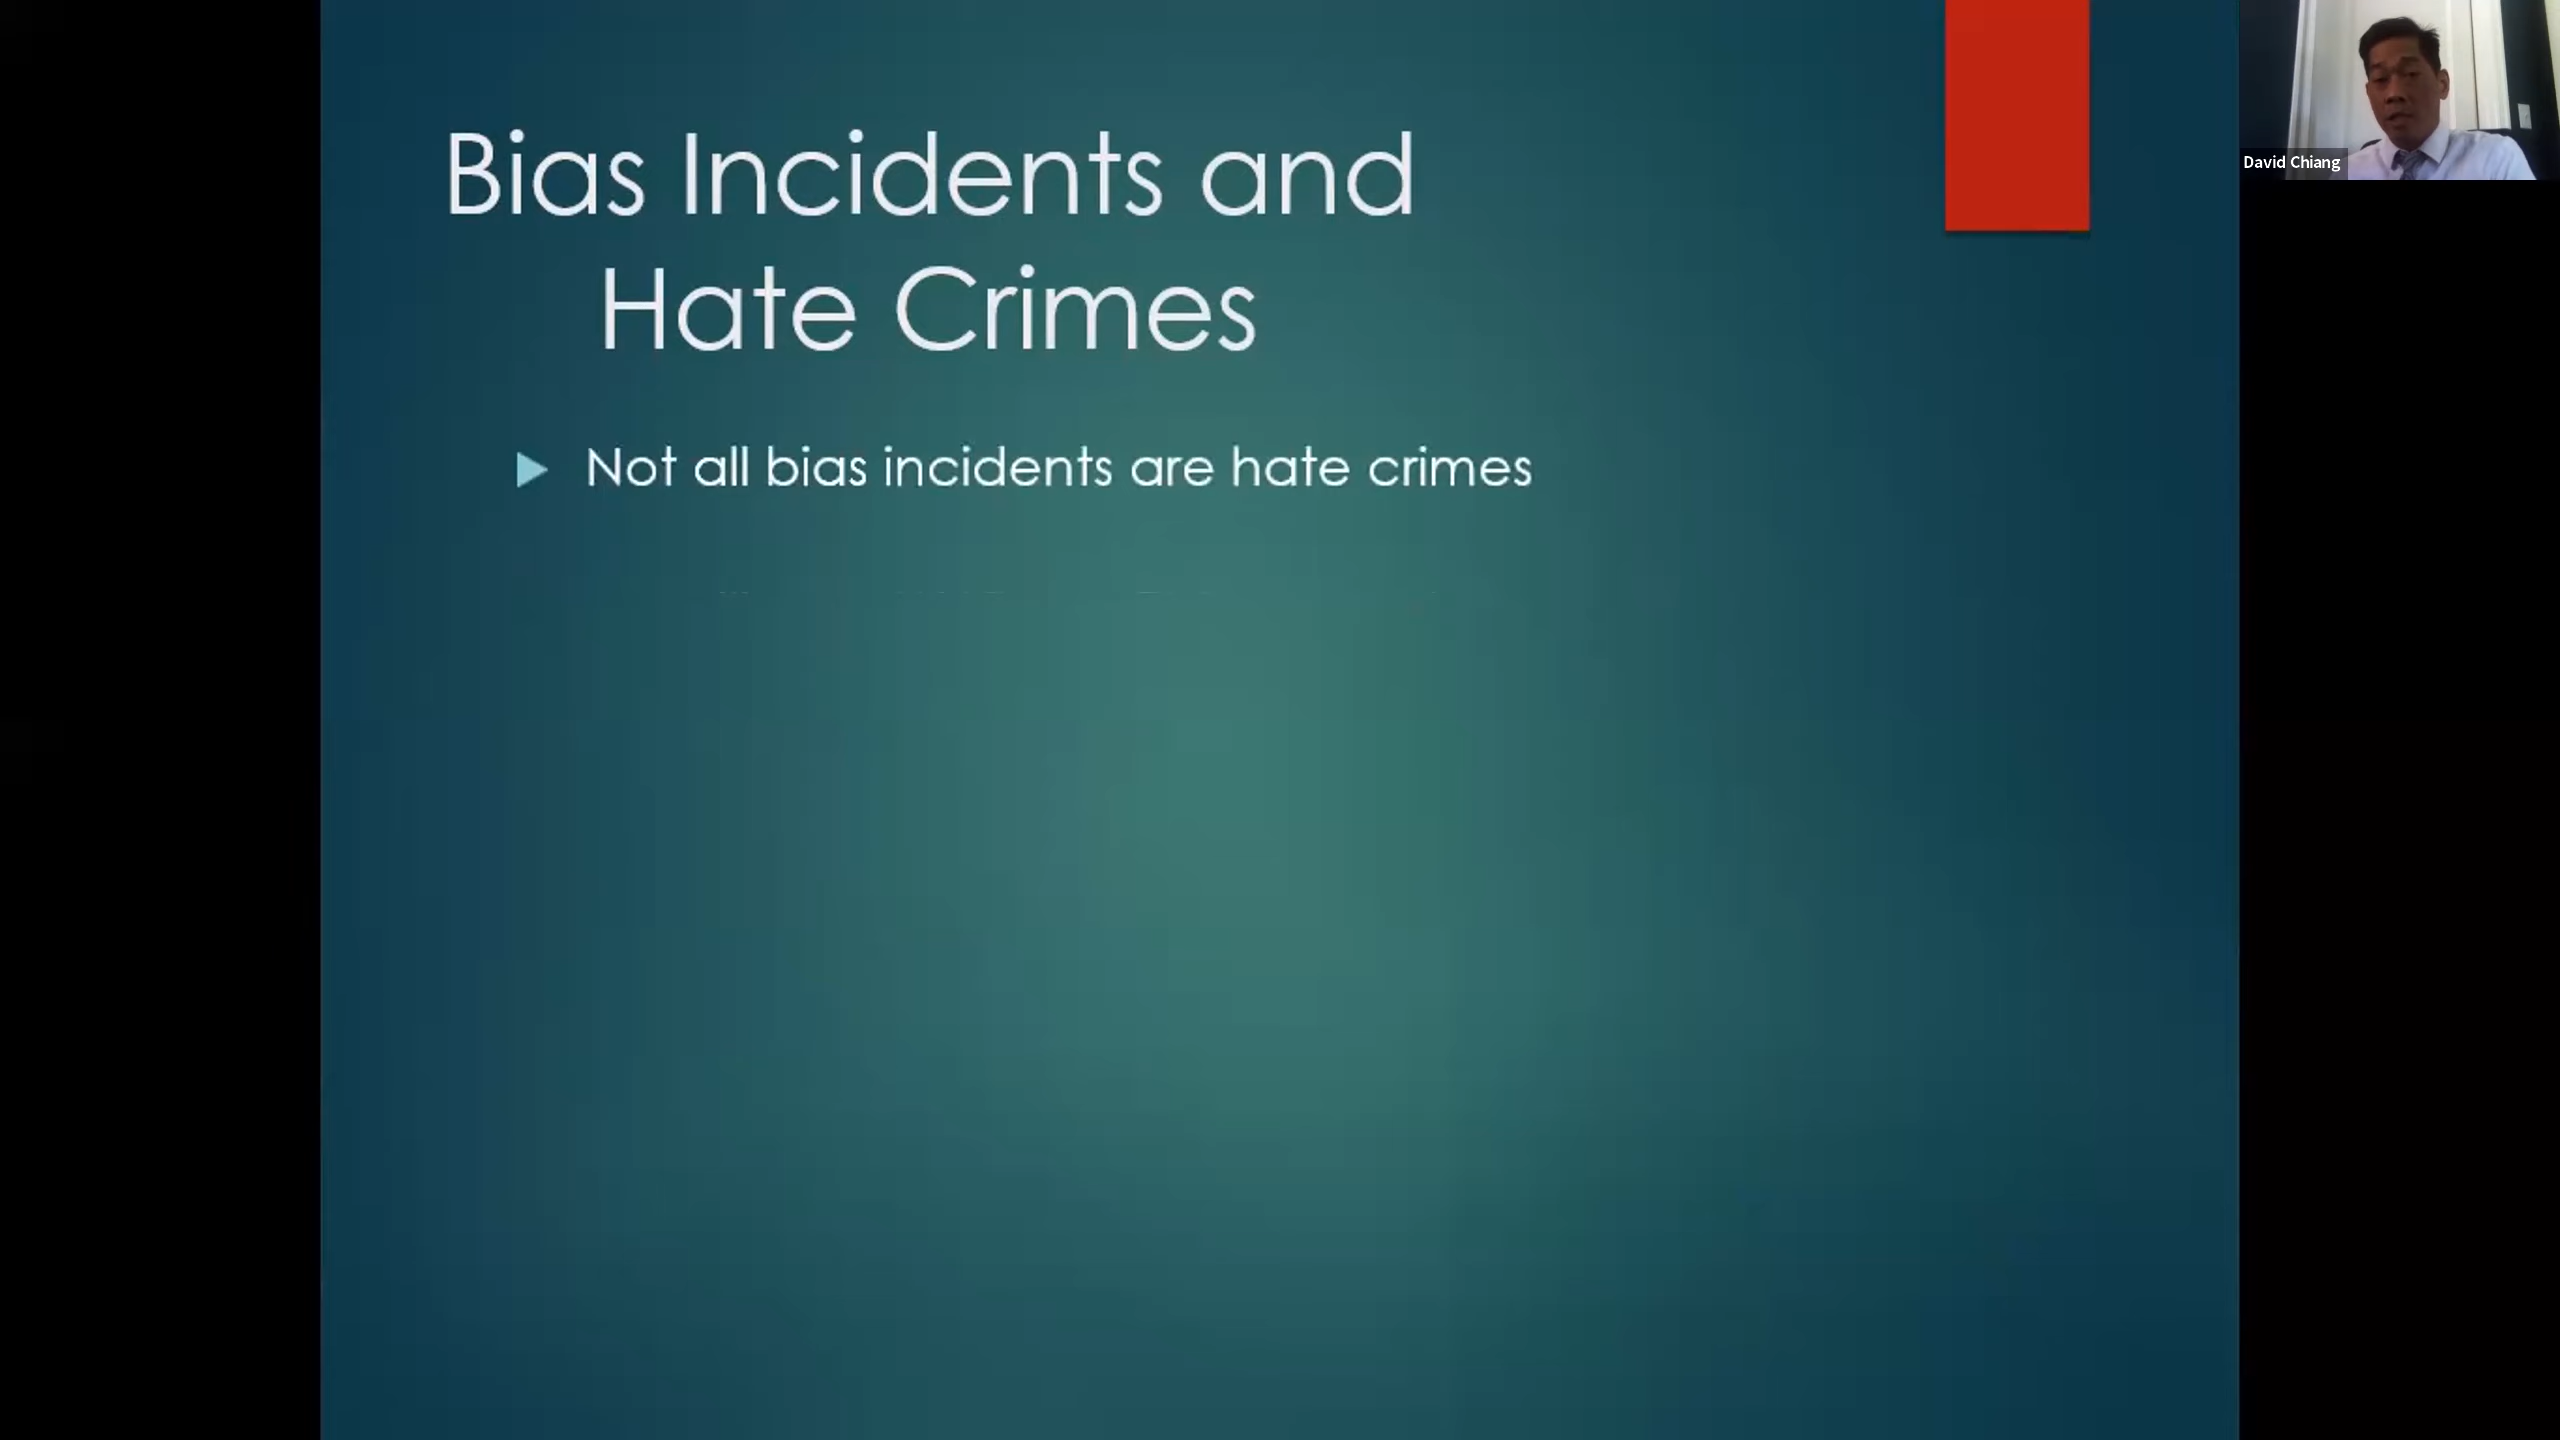 Bias Incidents and
Hate Crimes
Not all bias incidents are hate crimes
David Chiang